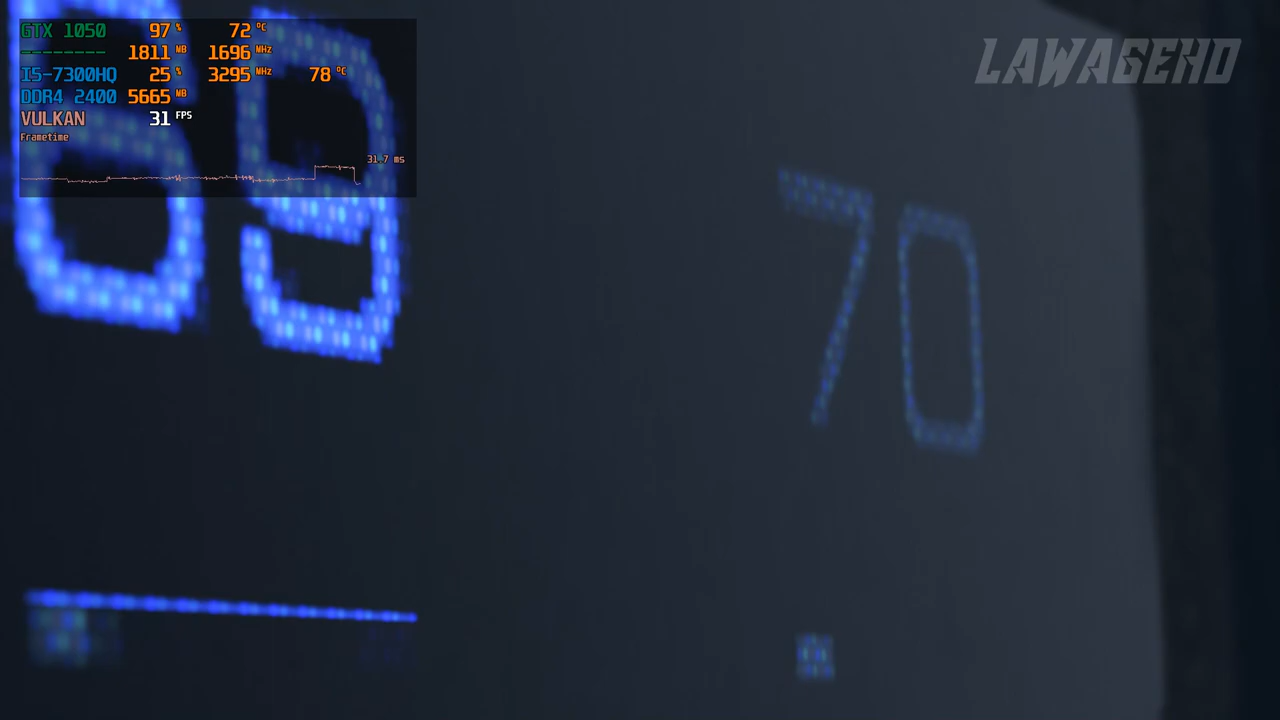 GTX 1050 97 % 72 °C
-------- 1811 MB 1696 MHz
I5-7300HQ 25 % 3295 MHz 78 °C
DDR4 2400 5665 MB
VULKAN 31 FPS
Frametime
31.7 ms
LAWAGEHD
69 70